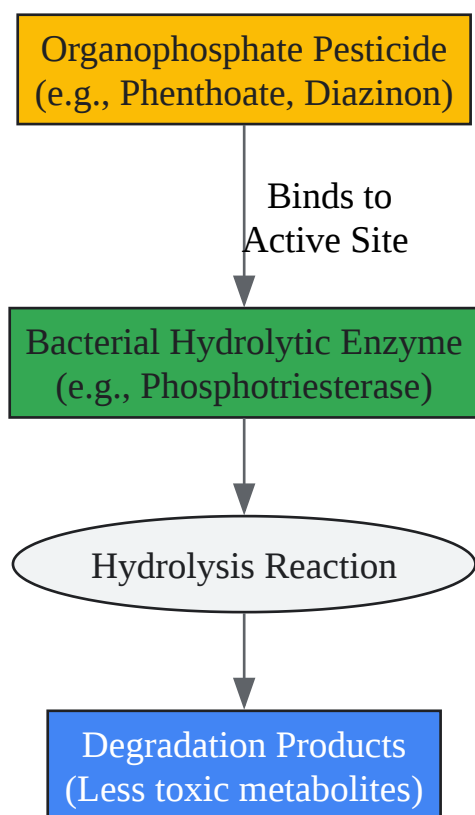 Organophosphate Pesticide
(e.g., Phenthoate, Diazinon)
Binds to
Active Site
Bacterial Hydrolytic Enzyme
(e.g., Phosphotriesterase)
Hydrolysis Reaction
Degradation Products
(Less toxic metabolites)